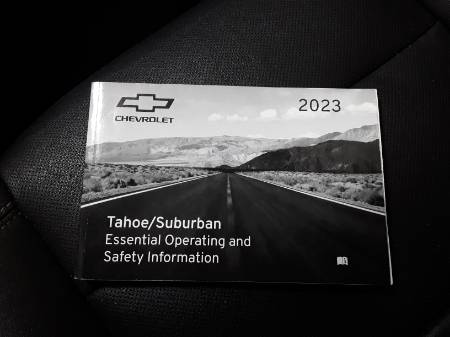 2023
CHEVROLET
Tahoe/Suburban
Essential Operating and
Safety Information